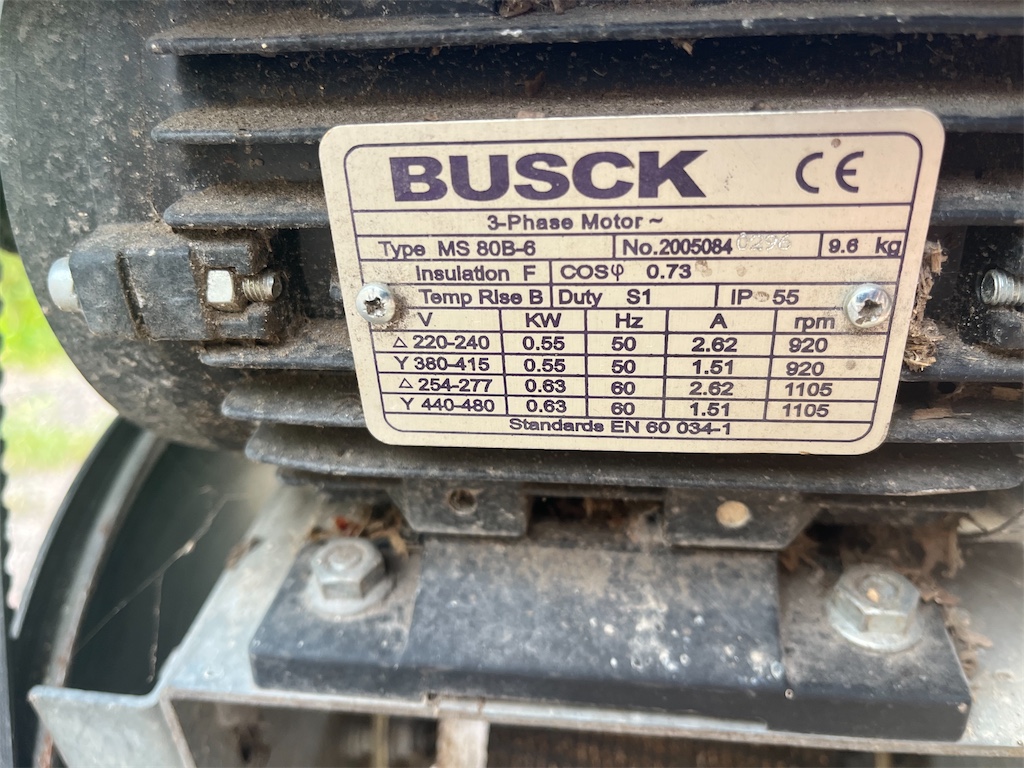 BUSCK CE
3-Phase Motor ~
Type MS 80B-6 No.2005084 9.6 kg
Insulation F COSφ 0.73
Temp Rise B Duty S1 IP 55
V KW Hz A rpm
△ 220-240 0.55 50 2.62 920
Y 380-415 0.55 50 1.51 920
△ 254-277 0.63 60 2.62 1105
Y 440-480 0.63 60 1.51 1105
Standards EN 60 034-1